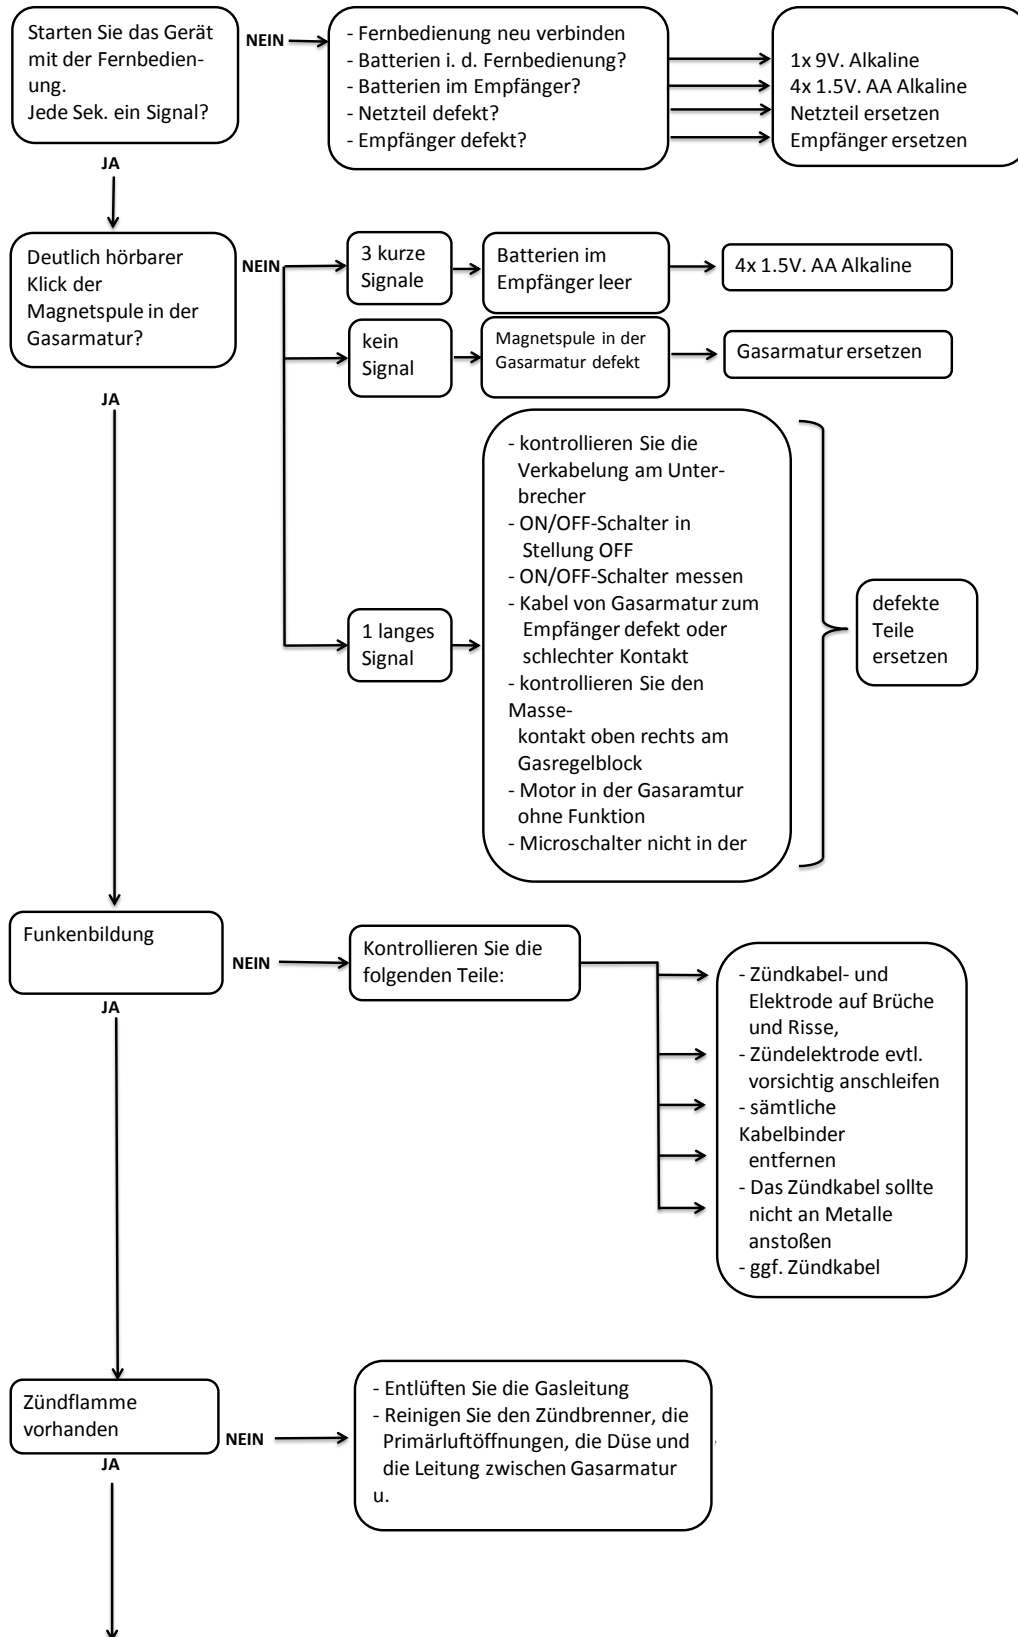 Starten Sie das Gerät
mit der Fernbedien-
ung.
Jede Sek. ein Signal?
NEIN
- Fernbedienung neu verbinden
- Batterien i. d. Fernbedienung?
- Batterien im Empfänger?
- Netzteil defekt?
- Empfänger defekt?
1x 9V. Alkaline
4x 1.5V. AA Alkaline
Netzteil ersetzen
Empfänger ersetzen
JA
Deutlich hörbarer
Klick der
Magnetspule in der
Gasarmatur?
NEIN
3 kurze
Signale
Batterien im
Empfänger leer
4x 1.5V. AA Alkaline
kein
Signal
Magnetspule in der
Gasarmatur defekt
Gasarmatur ersetzen
JA
1 langes
Signal
- kontrollieren Sie die
Verkabelung am Unter-
brecher
- ON/OFF-Schalter in
Stellung OFF
- ON/OFF-Schalter messen
- Kabel von Gasarmatur zum
Empfänger defekt oder
schlechter Kontakt
- kontrollieren Sie den
Masse-
kontakt oben rechts am
Gasregelblock
- Motor in der Gasaramtur
ohne Funktion
- Microschalter nicht in der
defekte
Teile
ersetzen
Funkenbildung
NEIN
Kontrollieren Sie die
folgenden Teile:
- Zündkabel- und
Elektrode auf Brüche
und Risse,
- Zündelektrode evtl.
vorsichtig anschleifen
- sämtliche
Kabelbinder
entfernen
- Das Zündkabel sollte
nicht an Metalle
anstoßen
- ggf. Zündkabel
JA
Zündflamme
vorhanden
NEIN
- Entlüften Sie die Gasleitung
- Reinigen Sie den Zündbrenner, die
Primärluftöffnungen, die Düse und
die Leitung zwischen Gasarmatur
u.
JA